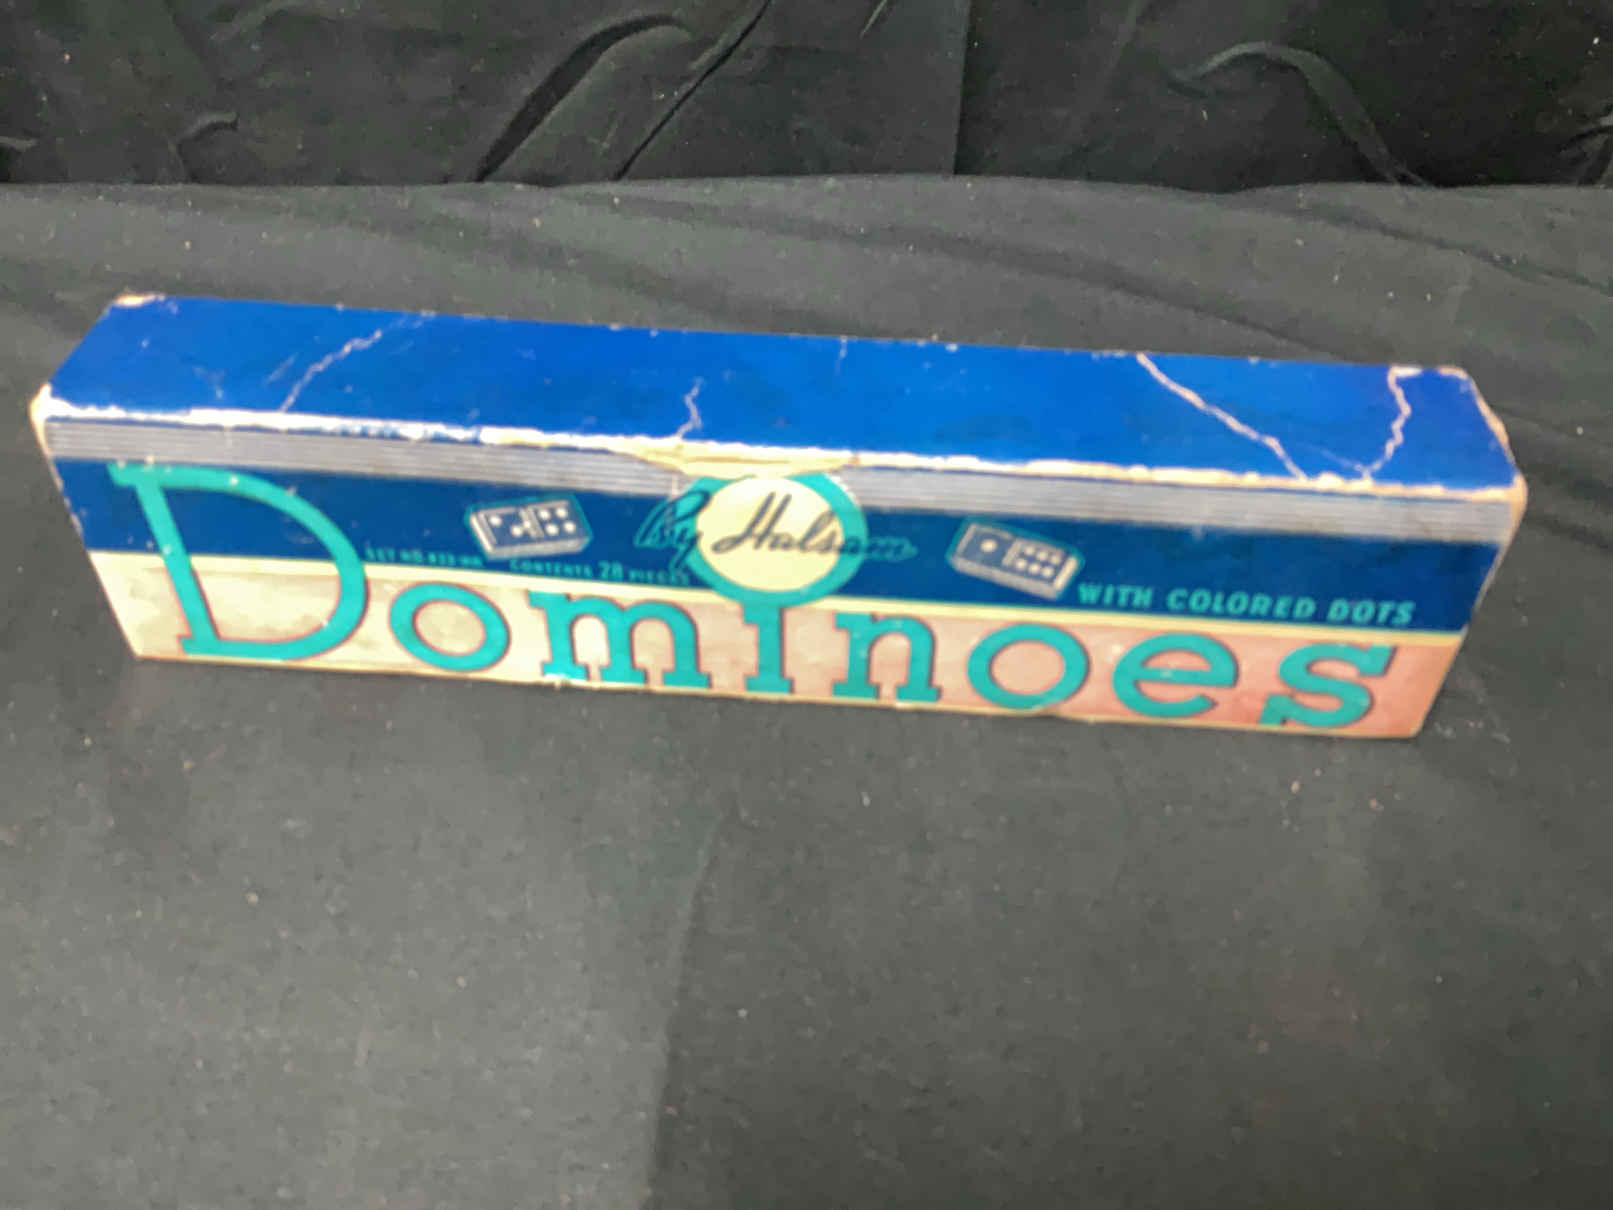 By Halsam
CONTENTS 28 PIECES
WITH COLORED DOTS
Dominoes